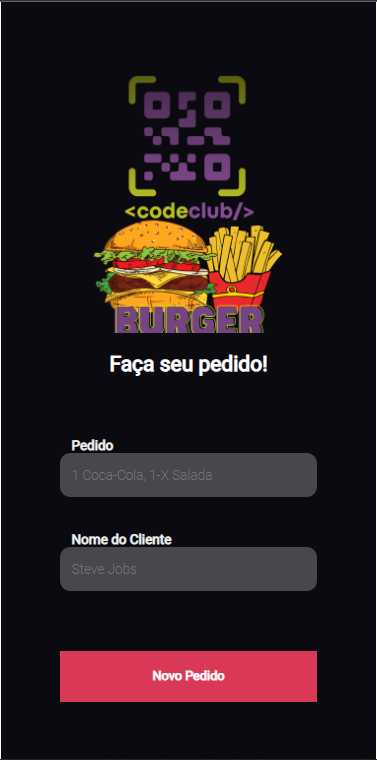 <codeclub/>
BURGER
Faça seu pedido!
Pedido
1 Coca-Cola, 1-X Salada
Nome do Cliente
Steve Jobs
Novo Pedido